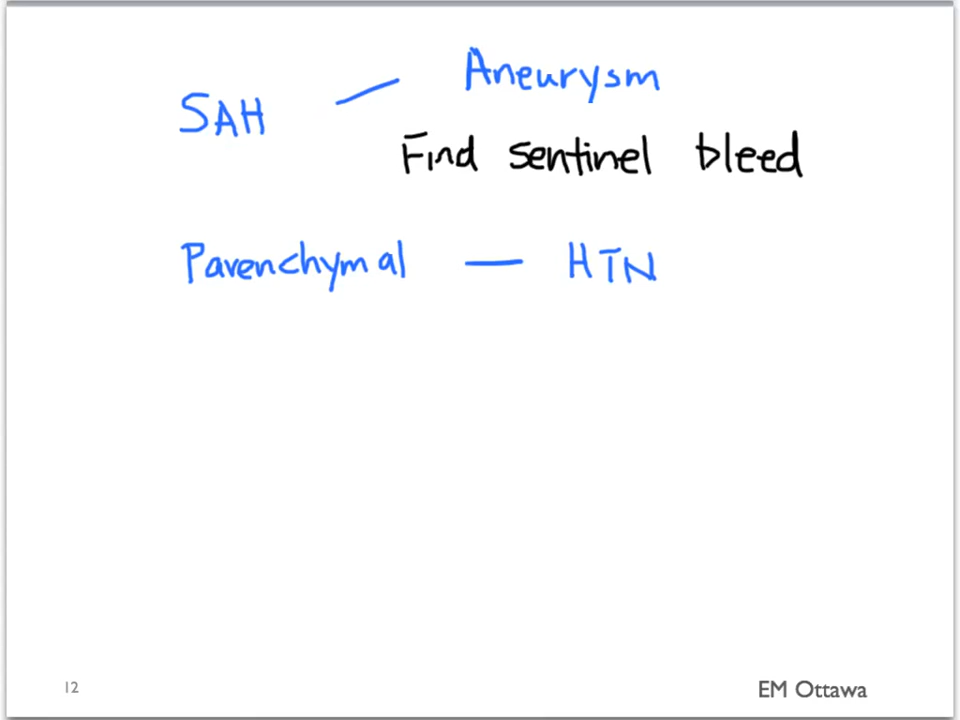 Aneurysm
SAH —
Find sentinel bleed
Parenchymal — HTN
12
EM Ottawa